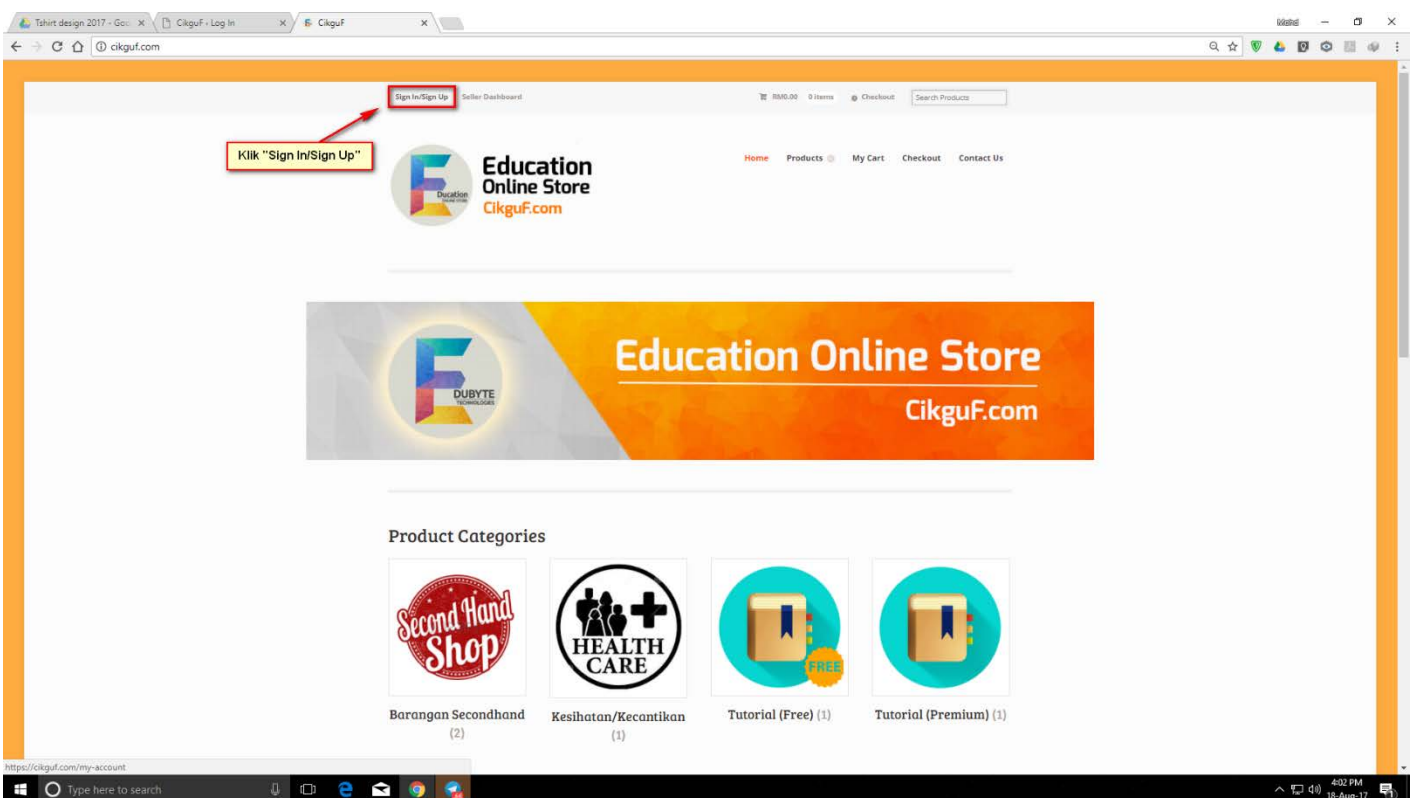 Tshirt design 2017 - Goo
CikguF ‹ Log In
CikguF
cikguf.com
Sign In/Sign Up
Seller Dashboard
RM0.00
0 items
Checkout
Search Products
Klik "Sign In/Sign Up"
Ducation
Education
Online Store
CikguF.com
Home
Products
My Cart
Checkout
Contact Us
DUBYTE
TECHNOLOGIES
Education Online Store
CikguF.com
Product Categories
Second Hand
Shop
HEALTH
CARE
FREE
Barangan Secondhand
(2)
Kesihatan/Kecantikan
(1)
Tutorial (Free) (1)
Tutorial (Premium) (1)
https://cikguf.com/my-account
Type here to search
4:02 PM
18-Aug-17